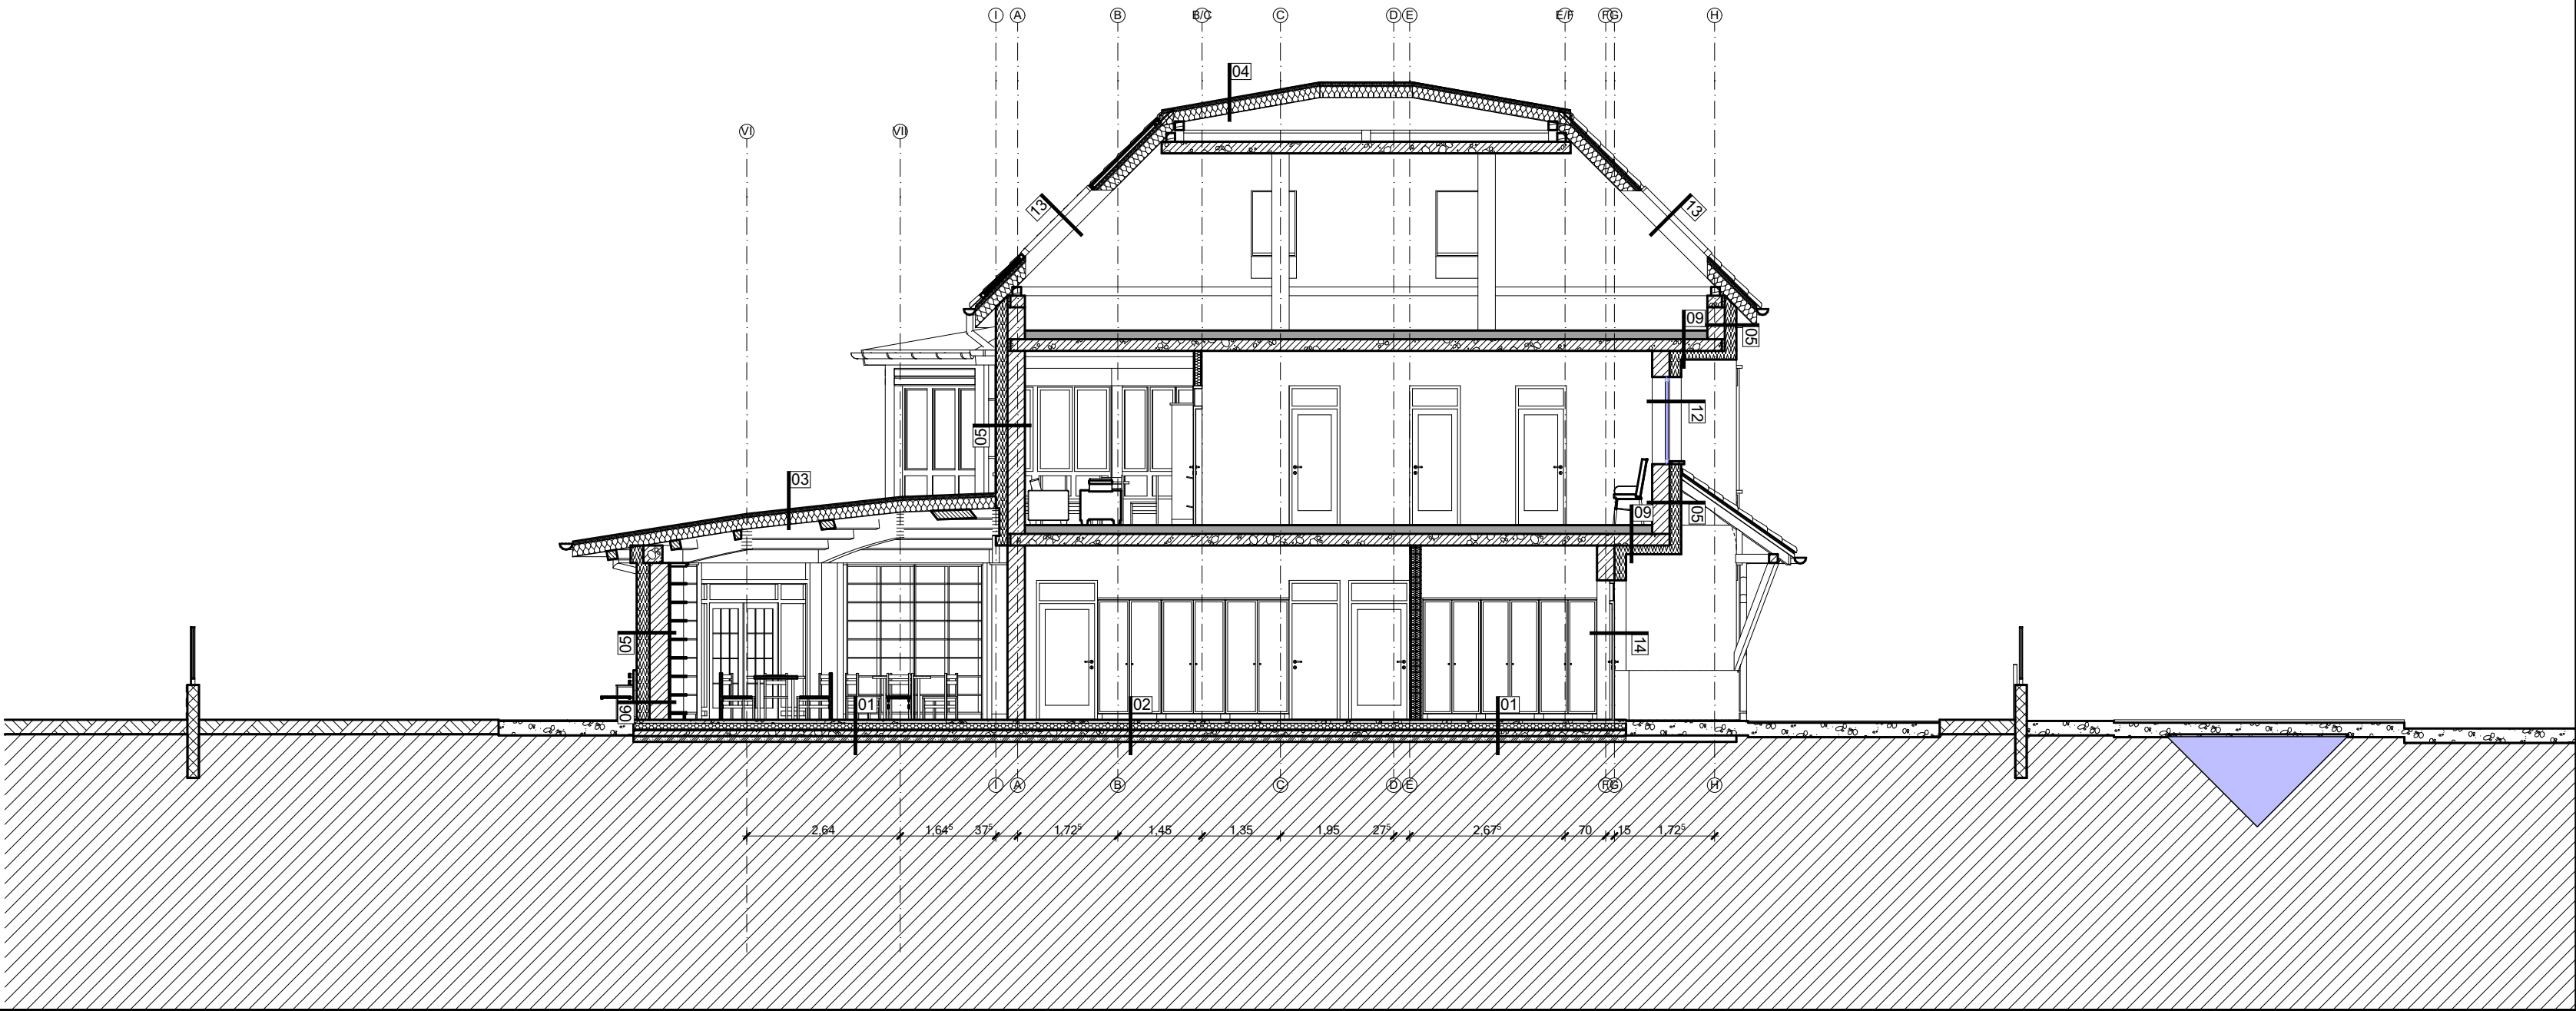 I A B B/C C D E E/F F G H
04
VI VII
13 13
09
05
12
05
03
05
09
05
14
06
01 02 01
I A B C D E F G H
2,64 1,64⁵ 37⁵ 1,72⁵ 1,45 1,35 1,95 27⁵ 2,67⁵ 70 15 1,72⁵